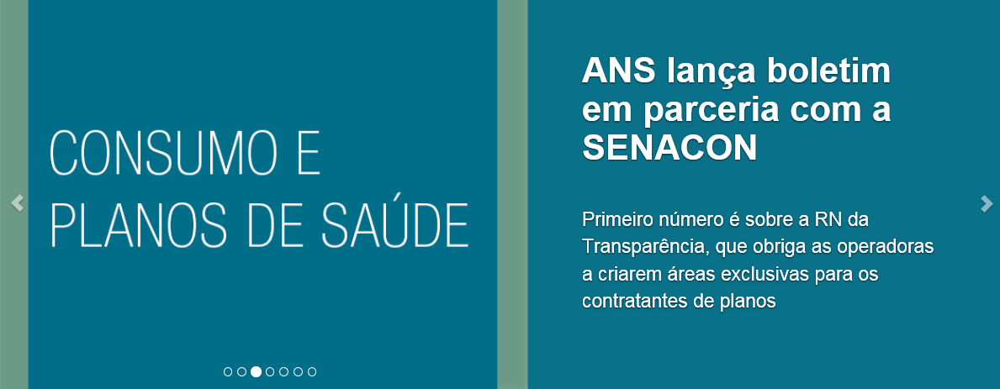 CONSUMO E
PLANOS DE SAÚDE
ANS lança boletim
em parceria com a
SENACON
Primeiro número é sobre a RN da
Transparência, que obriga as operadoras
a criarem áreas exclusivas para os
contratantes de planos